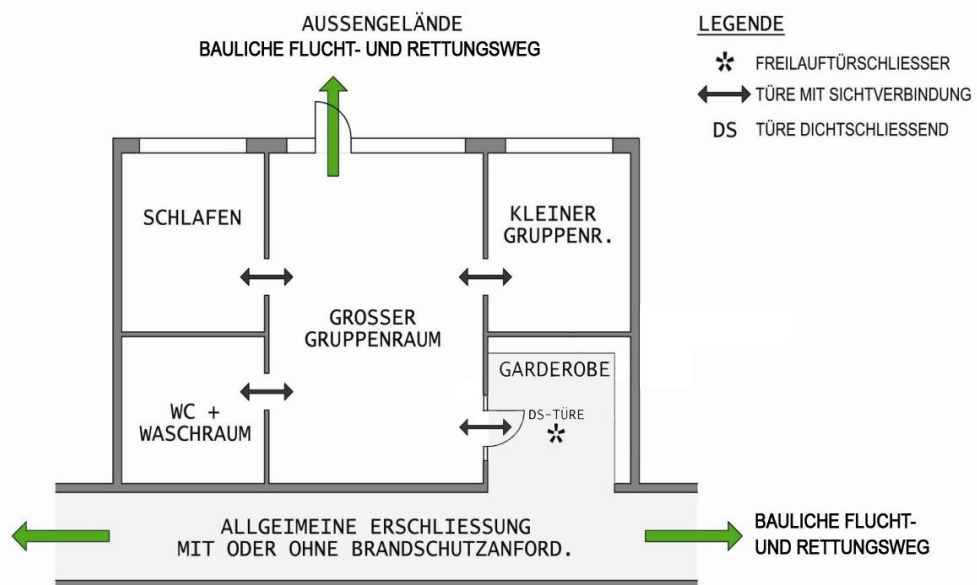 AUSSENGELÄNDE
BAULICHE FLUCHT- UND RETTUNGSWEG
LEGENDE
* FREILAUFTÜRSCHLIESSER
TÜRE MIT SICHTVERBINDUNG
DS TÜRE DICHTSCHLIESSEND
SCHLAFEN
KLEINER
GRUPPENR.
GROSSER
GRUPPENRAUM
GARDEROBE
WC +
WASCHRAUM
DS-TÜRE
*
ALLGEIMEINE ERSCHLIESSUNG
MIT ODER OHNE BRANDSCHUTZANFORD.
BAULICHE FLUCHT-
UND RETTUNGSWEG